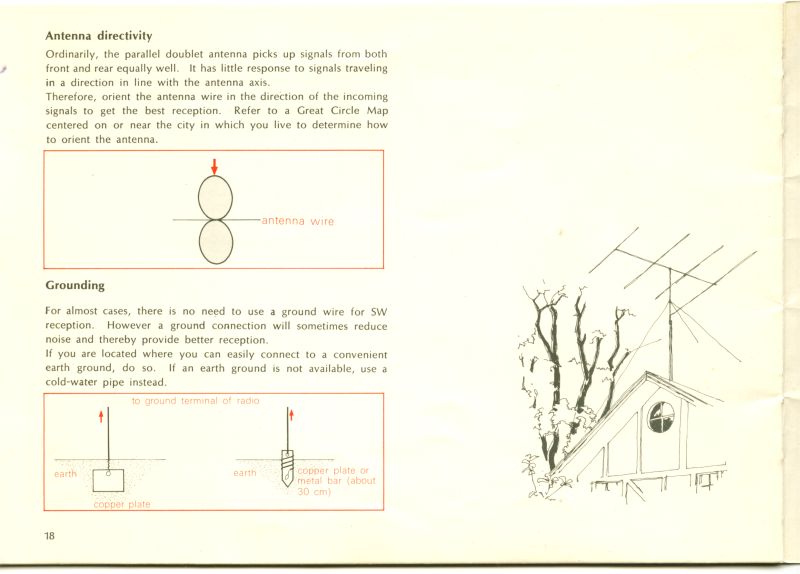 Antenna directivity
Ordinarily, the parallel doublet antenna picks up signals from both
front and rear equally well. It has little response to signals traveling
in a direction in line with the antenna axis.
Therefore, orient the antenna wire in the direction of the incoming
signals to get the best reception. Refer to a Great Circle Map
centered on or near the city in which you live to determine how
to orient the antenna.
antenna wire
Grounding
For almost cases, there is no need to use a ground wire for SW
reception. However a ground connection will sometimes reduce
noise and thereby provide better reception.
If you are located where you can easily connect to a convenient
earth ground, do so. If an earth ground is not available, use a
cold-water pipe instead.
to ground terminal of radio
earth
copper plate
earth
copper plate or
metal bar (about
30 cm)
18